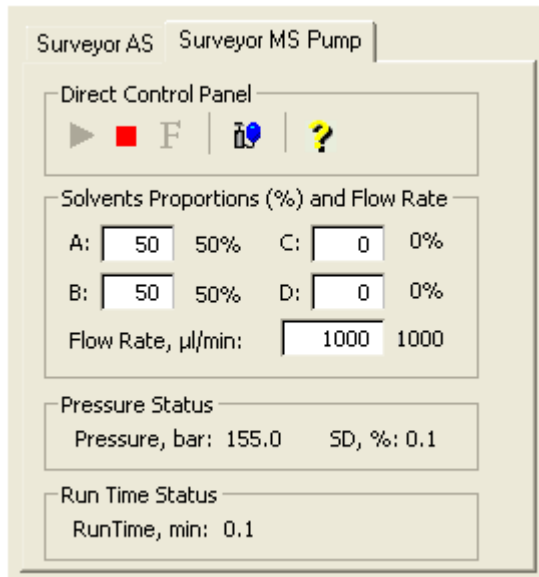 Surveyor AS Surveyor MS Pump
Direct Control Panel
F ?
Solvents Proportions (%) and Flow Rate
A: 50 50% C: 0 0%
B: 50 50% D: 0 0%
Flow Rate, µl/min: 1000 1000
Pressure Status
Pressure, bar: 155.0 SD, %: 0.1
Run Time Status
RunTime, min: 0.1